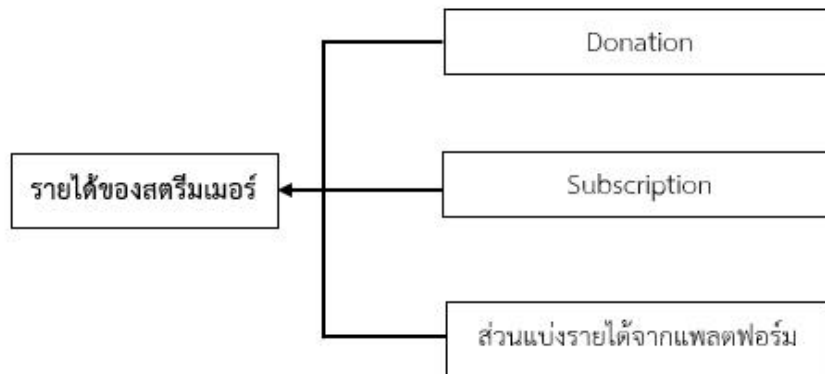 Donation
รายได้ของสตรีมเมอร์
Subscription
ส่วนแบ่งรายได้จากแพลตฟอร์ม